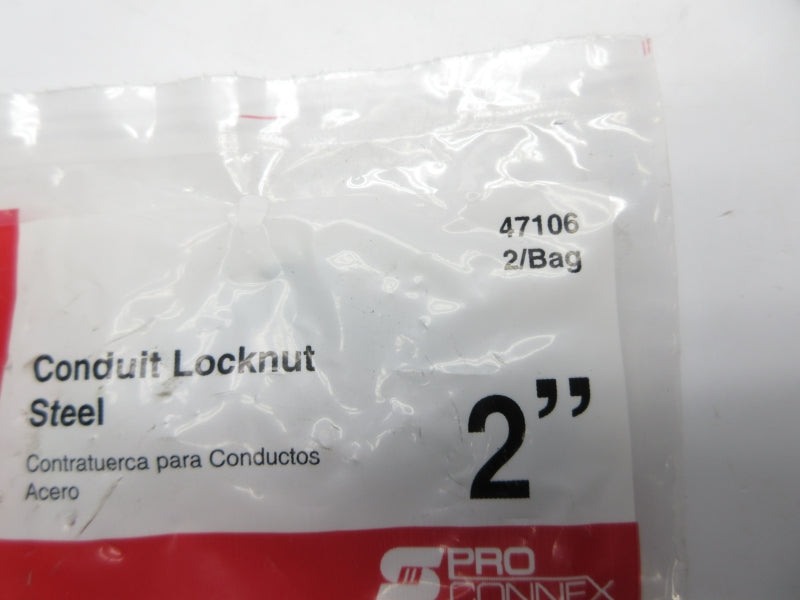 47106
2/Bag
Conduit Locknut
Steel
2”
Contratuerca para Conductos
Acero
PRO
CONNEX